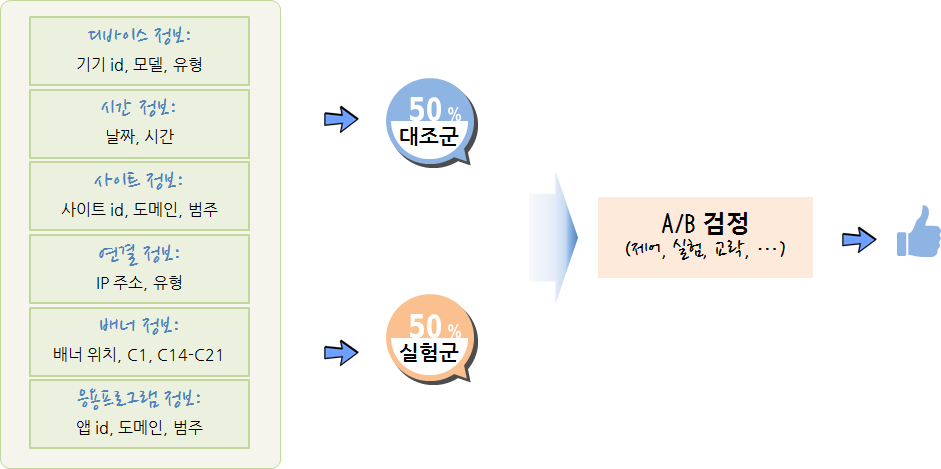 디바이스 정보:
기기 id, 모델, 유형
시간 정보:
날짜, 시간
사이트 정보:
사이트 id, 도메인, 범주
연결 정보:
IP 주소, 유형
배너 정보:
배너 위치, C1, C14-C21
응용프로그램 정보:
앱 id, 도메인, 범주
50 %
대조군
50 %
실험군
A/B 검정
(제어, 실험, 교락, ...)